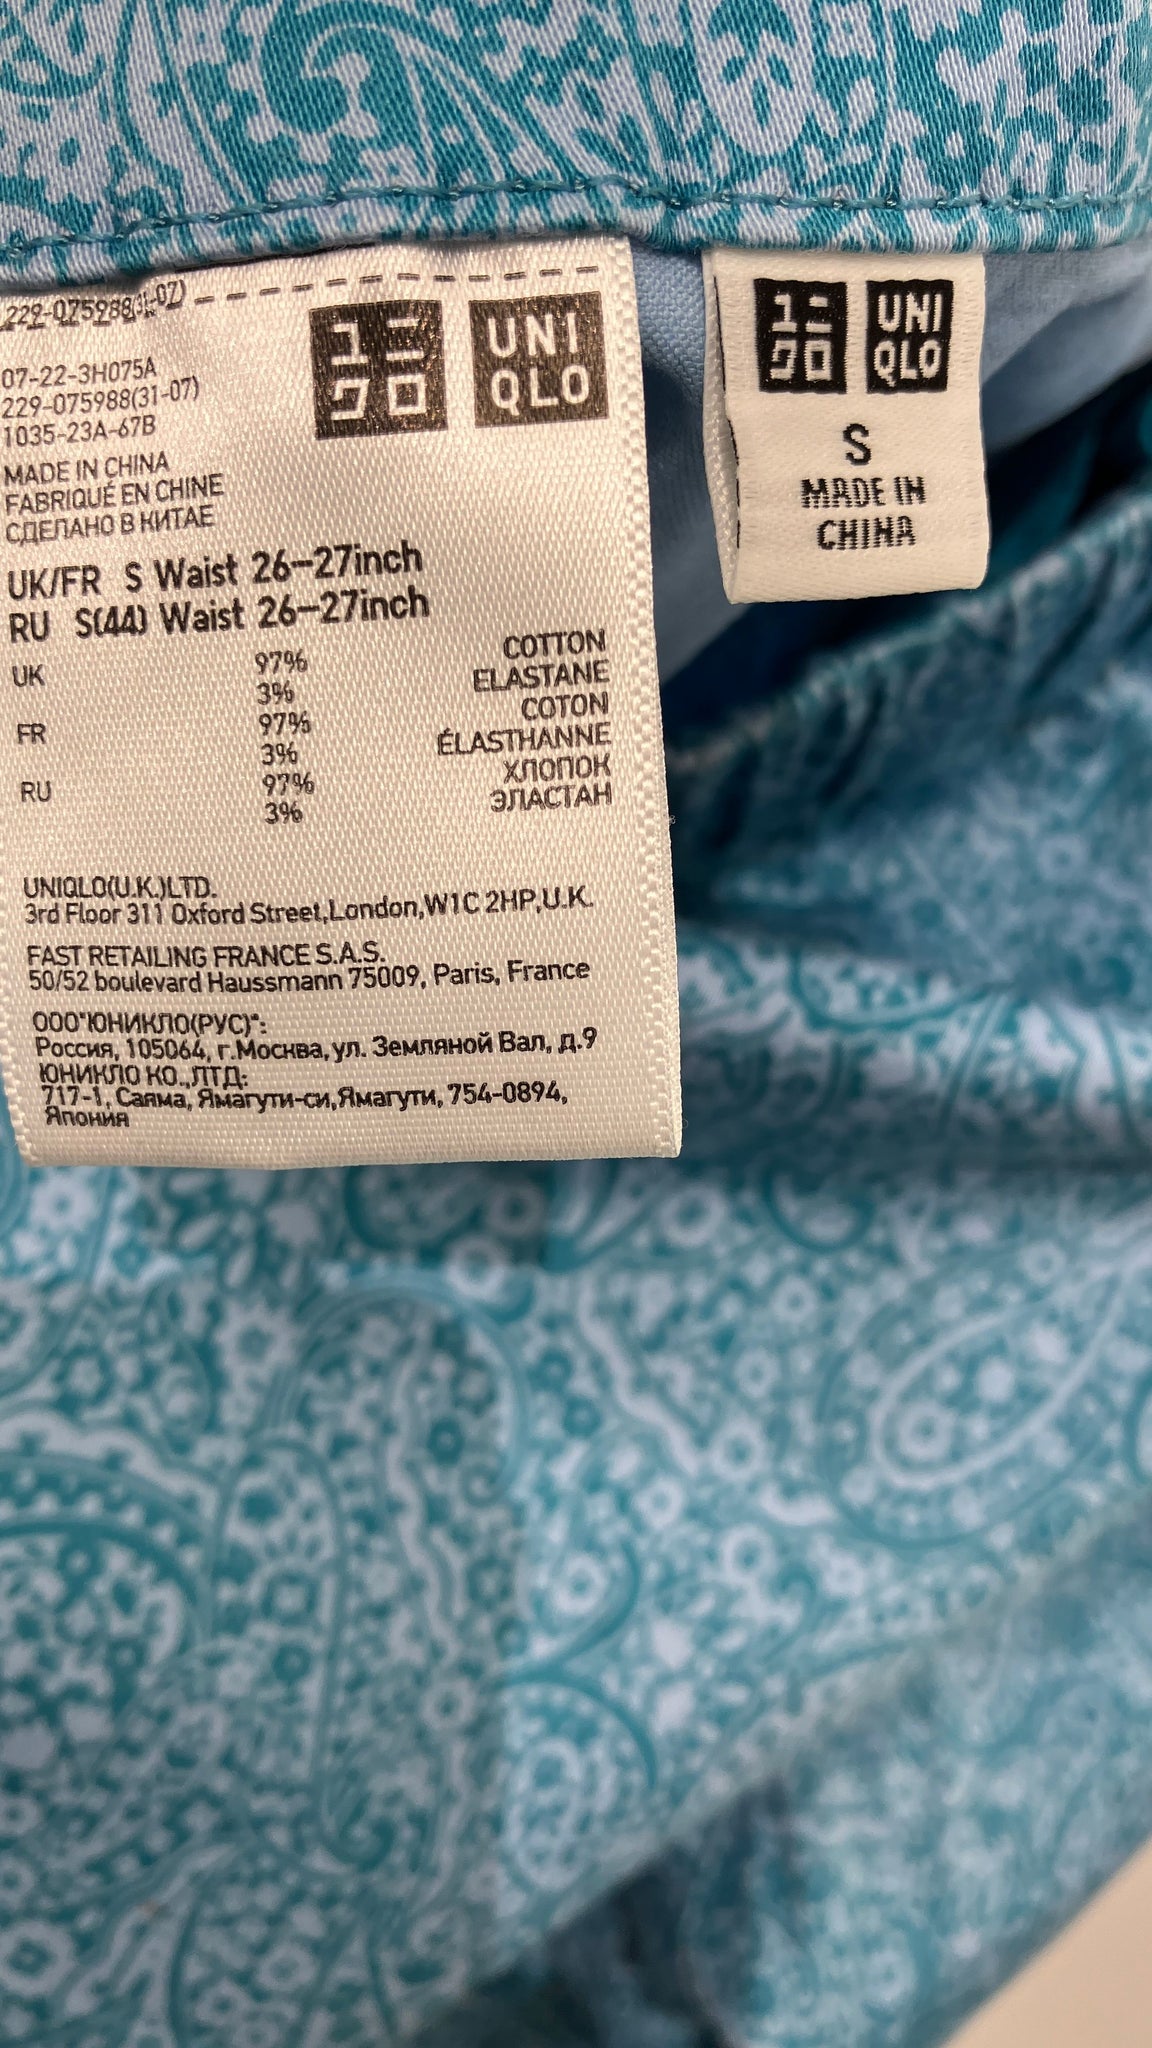 229-075988(31-07)
ユニ
クロ
UNI
QLO
07-22-3H075A
229-075988(31-07)
1035-23A-67B
MADE IN CHINA
FABRIQUÉ EN CHINE
СДЕЛАНО В КИТАЕ
UK/FR S Waist 26-27inch
RU S(44) Waist 26-27inch
UK 97% COTTON
3% ELASTANE
FR 97% COTON
3% ÉLASTHANNE
RU 97% ХЛОПОК
3% ЭЛАСТАН
UNIQLO(U.K.)LTD.
3rd Floor 311 Oxford Street,London,W1C 2HP,U.K.
FAST RETAILING FRANCE S.A.S.
50/52 boulevard Haussmann 75009, Paris, France
ООО"ЮНИКЛО(РУС)":
Россия, 105064, г.Москва, ул. Земляной Вал, д.9
ЮНИКЛО КО.,ЛТД:
717-1, Саяма, Ямагути-си,Ямагути, 754-0894,
Япония
ユニ
クロ
UNI
QLO
S
MADE IN
CHINA